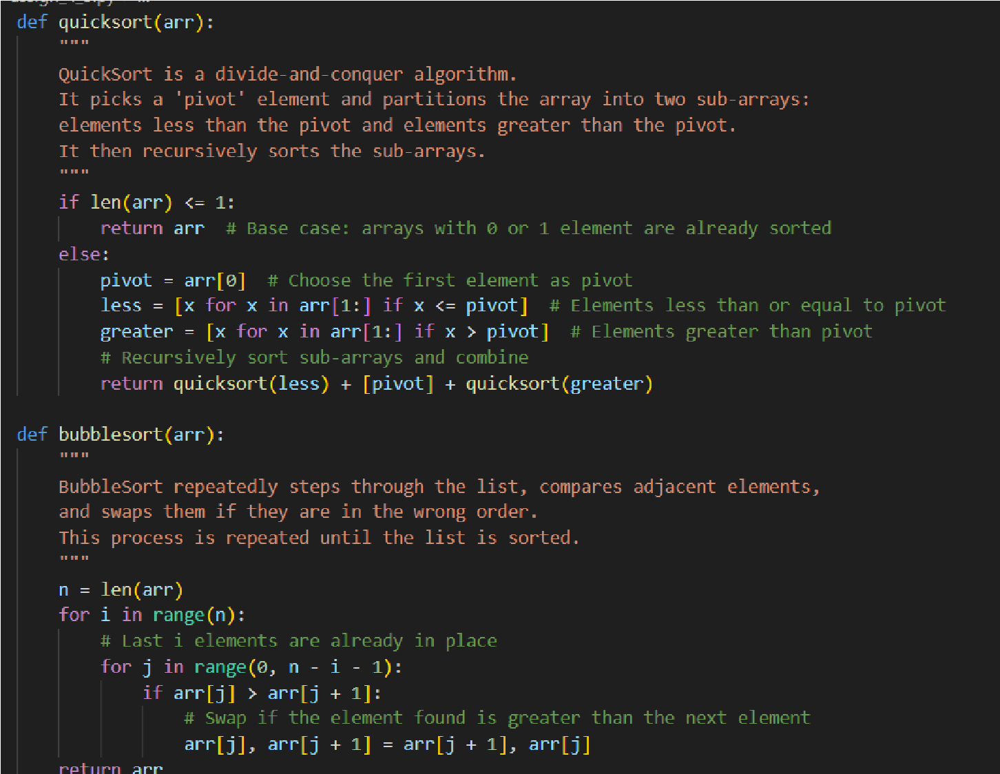 def quicksort(arr):
    """
    QuickSort is a divide-and-conquer algorithm.
    It picks a 'pivot' element and partitions the array into two sub-arrays:
    elements less than the pivot and elements greater than the pivot.
    It then recursively sorts the sub-arrays.
    """
    if len(arr) <= 1:
        return arr  # Base case: arrays with 0 or 1 element are already sorted
    else:
        pivot = arr[0]  # Choose the first element as pivot
        less = [x for x in arr[1:] if x <= pivot]  # Elements less than or equal to pivot
        greater = [x for x in arr[1:] if x > pivot]  # Elements greater than pivot
        # Recursively sort sub-arrays and combine
        return quicksort(less) + [pivot] + quicksort(greater)
def bubblesort(arr):
    """
    BubbleSort repeatedly steps through the list, compares adjacent elements,
    and swaps them if they are in the wrong order.
    This process is repeated until the list is sorted.
    """
    n = len(arr)
    for i in range(n):
        # Last i elements are already in place
        for j in range(0, n - i - 1):
            if arr[j] > arr[j + 1]:
                # Swap if the element found is greater than the next element
                arr[j], arr[j + 1] = arr[j + 1], arr[j]
    return arr